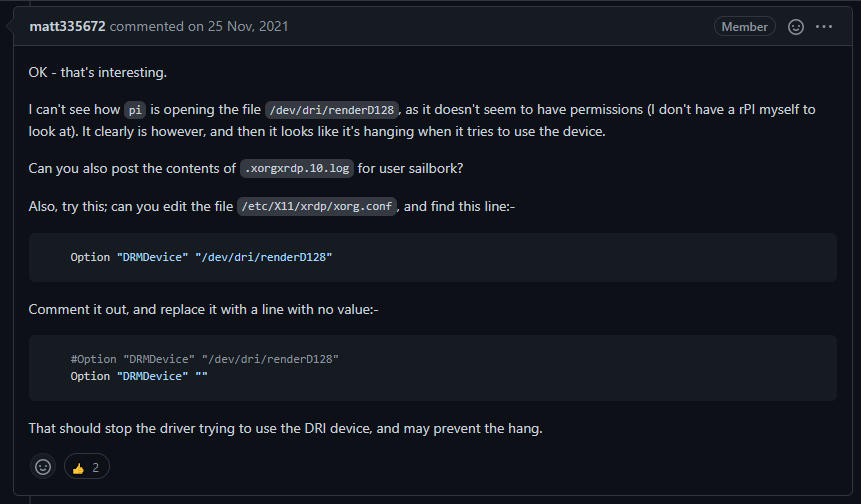 matt335672 commented on 25 Nov, 2021 Member
OK - that's interesting.
I can't see how pi is opening the file /dev/dri/renderD128, as it doesn't seem to have permissions (I don't have a rPI myself to
look at). It clearly is however, and then it looks like it's hanging when it tries to use the device.
Can you also post the contents of .xorgxrdp.10.log for user sailbork?
Also, try this; can you edit the file /etc/X11/xrdp/xorg.conf, and find this line:-
Option "DRMDevice" "/dev/dri/renderD128"
Comment it out, and replace it with a line with no value:-
#Option "DRMDevice" "/dev/dri/renderD128"
Option "DRMDevice" ""
That should stop the driver trying to use the DRI device, and may prevent the hang.
2